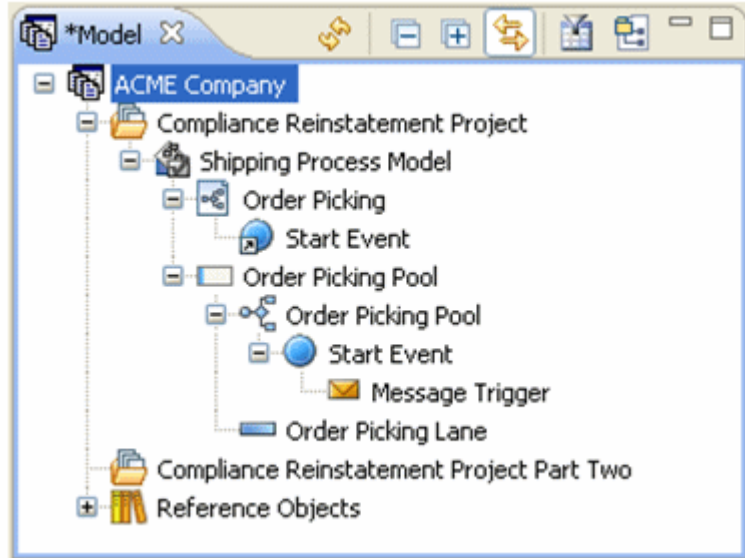 *Model
ACME Company
Compliance Reinstatement Project
Shipping Process Model
Order Picking
Start Event
Order Picking Pool
Order Picking Pool
Start Event
Message Trigger
Order Picking Lane
Compliance Reinstatement Project Part Two
Reference Objects